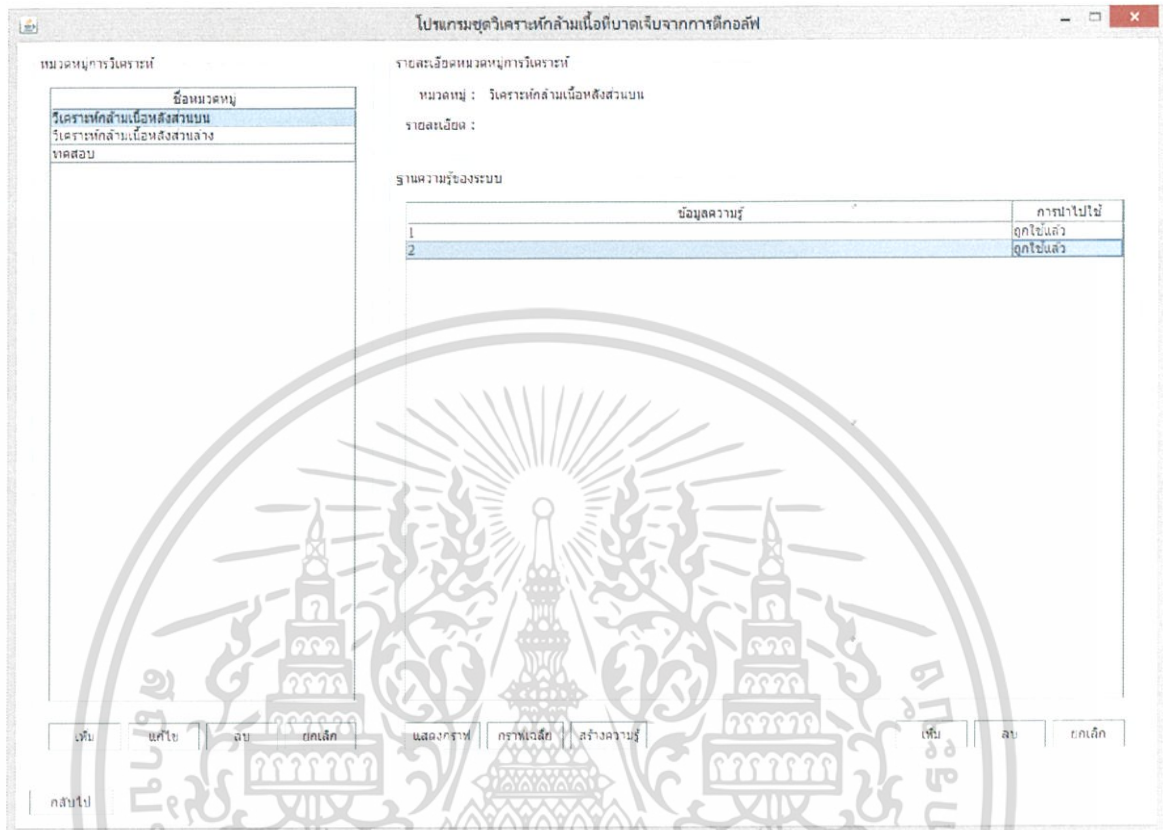 โปรแกรมชุดวิเคราะห์กล้ามเนื้อที่บาดเจ็บจากการตีกอล์ฟ
หมวดหมู่การวิเคราะห์
ชื่อหมวดหมู่
วิเคราะห์กล้ามเนื้อหลังส่วนบน
วิเคราะห์กล้ามเนื้อหลังส่วนล่าง
ทดสอบ
รายละเอียดหมวดหมู่การวิเคราะห์
หมวดหมู่ : วิเคราะห์กล้ามเนื้อหลังส่วนบน
รายละเอียด :
ฐานความรู้ของระบบ
ข้อมูลความรู้ การนำไปใช้
1 ถูกใช้แล้ว
2 ถูกใช้แล้ว
เพิ่ม แก้ไข ลบ ยกเลิก แสดงกราฟ กราฟเฉลี่ย สร้างความรู้ เพิ่ม ลบ ยกเลิก
กลับไป